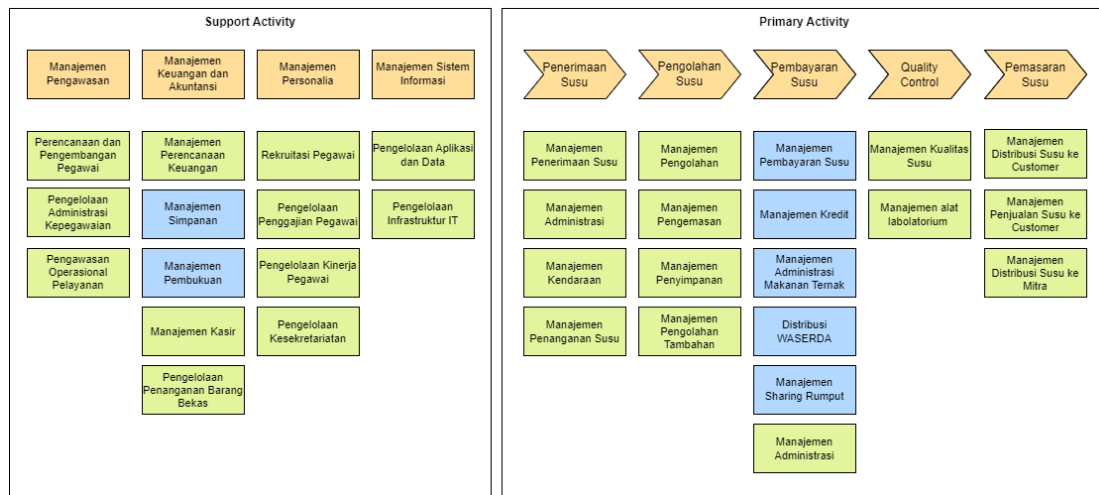 Support Activity
Manajemen
Pengawasan
Manajemen
Keuangan dan
Akuntansi
Manajemen
Personalia
Manajemen Sistem
Informasi
Perencanaan dan
Pengembangan
Pegawai
Manajemen
Perencanaan
Keuangan
Rekruitasi Pegawai
Pengelolaan Aplikasi
dan Data
Pengelolaan
Administrasi
Kepegawaian
Manajemen
Simpanan
Pengelolaan
Penggajian Pegawai
Pengelolaan
Infrastruktur IT
Pengawasan
Operasional
Pelayanan
Manajemen
Pembukuan
Pengelolaan Kinerja
Pegawai
Manajemen Kasir
Pengelolaan
Kesekretariatan
Pengelolaan
Penanganan Barang
Bekas
Primary Activity
Penerimaan
Susu
Pengolahan
Susu
Pembayaran
Susu
Quality
Control
Pemasaran
Susu
Manajemen
Penerimaan Susu
Manajemen
Pengolahan
Manajemen
Pembayaran Susu
Manajemen Kualitas
Susu
Manajemen
Distribusi Susu ke
Customer
Manajemen
Administrasi
Manajemen
Pengemasan
Manajemen Kredit
Manajemen alat
labolatorium
Manajemen
Penjualan Susu ke
Customer
Manajemen
Kendaraan
Manajemen
Penyimpanan
Manajemen
Administrasi
Makanan Ternak
Manajemen
Distribusi Susu ke
Mitra
Manajemen
Penanganan Susu
Manajemen
Pengolahan
Tambahan
Distribusi
WASERDA
Manajemen
Sharing Rumput
Manajemen
Administrasi